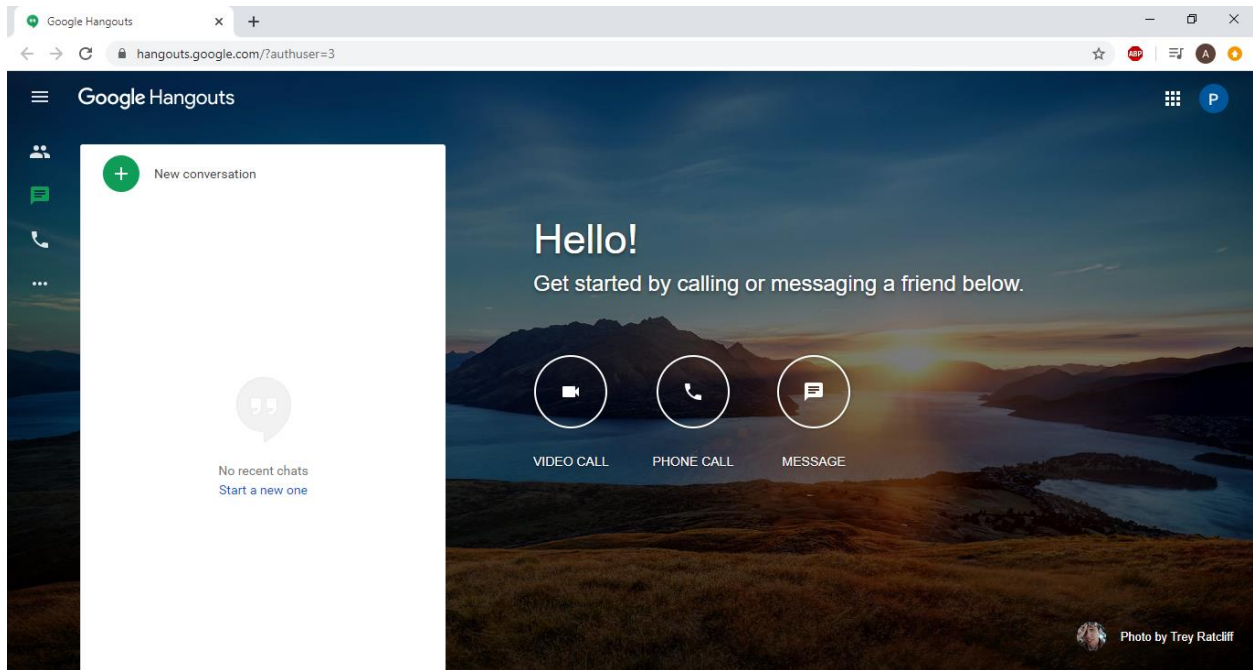 Google Hangouts
hangouts.google.com/?authuser=3
ABP
A
Google Hangouts
P
New conversation
Hello!
Get started by calling or messaging a friend below.
VIDEO CALL PHONE CALL MESSAGE
No recent chats
Start a new one
Photo by Trey Ratcliff